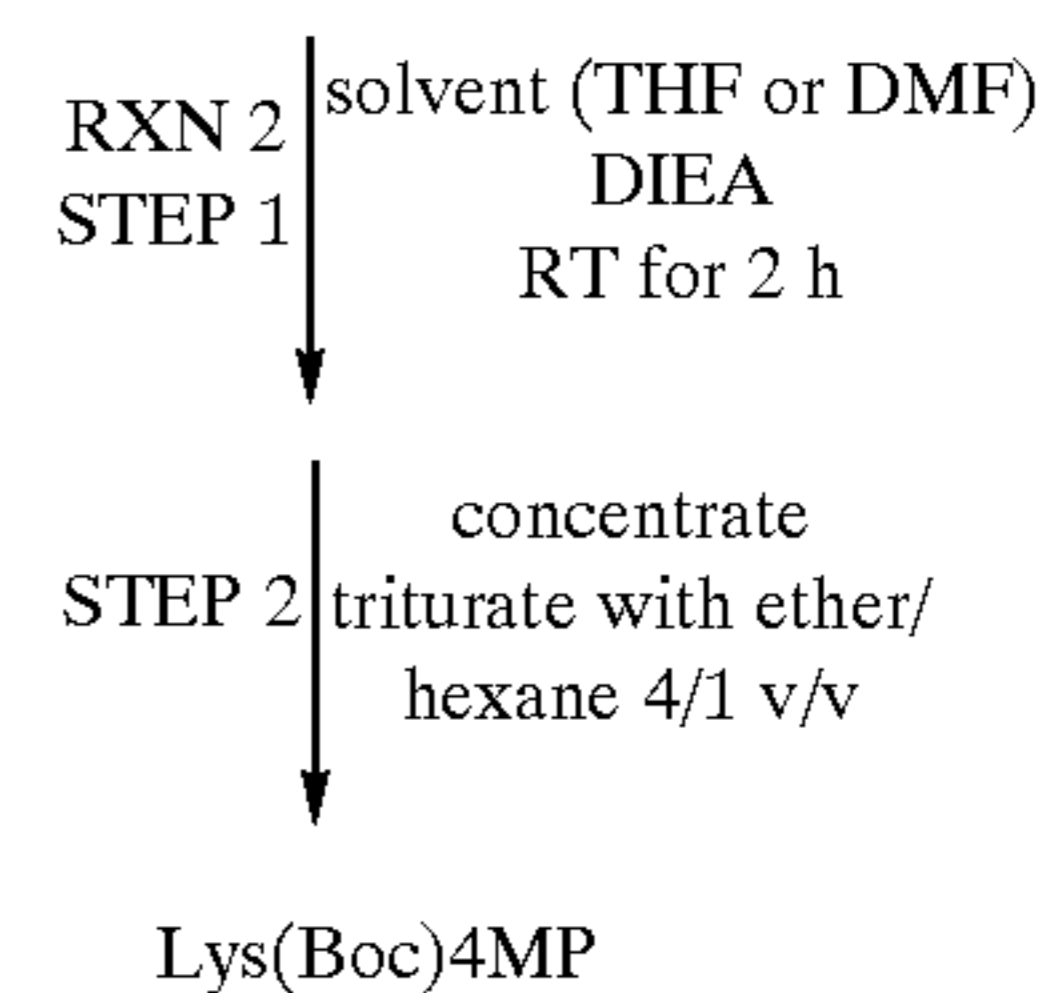 RXN 2
STEP 1
solvent (THF or DMF)
DIEA
RT for 2 h
STEP 2
concentrate
triturate with ether/
hexane 4/1 v/v
Lys(Boc)4MP